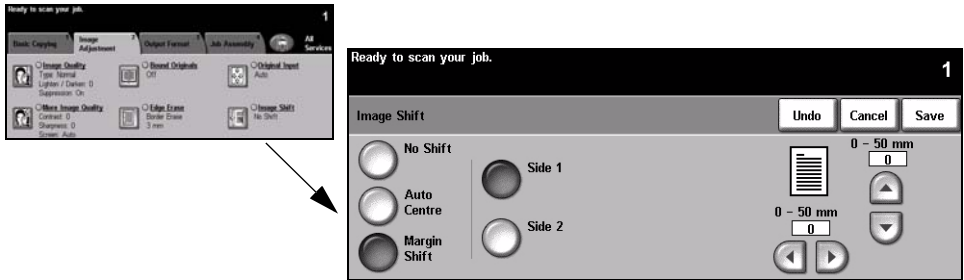 Ready to scan your job.
1
Basic Copying
Image Adjustment
2
Output Format
Job Assembly
All Services
Image Quality
Type: Normal
Lighten / Darken: 0
Suppression: On
Bound Originals
Off
Original Input
Auto
More Image Quality
Contrast: 0
Sharpness: 0
Screen: Auto
Edge Erase
Border Erase
3 mm
Image Shift
No Shift
Ready to scan your job.
1
Image Shift
Undo
Cancel
Save
No Shift
Auto Centre
Margin Shift
Side 1
Side 2
0 - 50 mm
0
0 - 50 mm
0